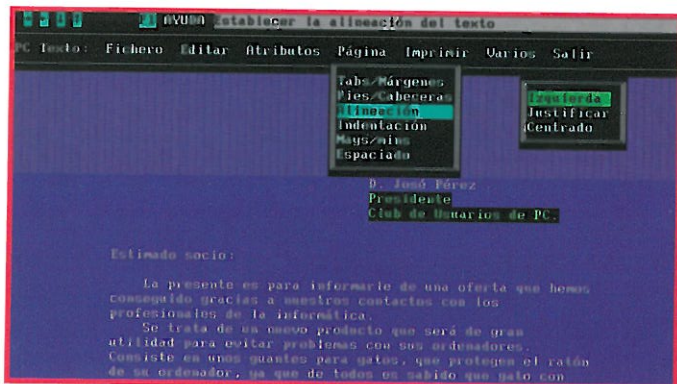 F1 AYUDA Establecer la alineación del texto
PC Texto: Fichero Editar Atributos Página Imprimir Varios Salir
Tabs/Márgenes
Pies/Cabeceras
Alineación
Indentación
Mays/mins
Espaciado
Izquierda
Justificar
Centrado
D. José Pérez
Presidente
Club de Usuarios de PC.
Estimado socio:
La presente es para informarle de una oferta que hemos
conseguido gracias a nuestros contactos con los
profesionales de la informática.
Se trata de un nuevo producto que será de gran
utilidad para evitar problemas con sus ordenadores.
Consiste en unos guantes para gatos, que protegen el ratón
de su ordenador, ya que de todos es sabido que gato con